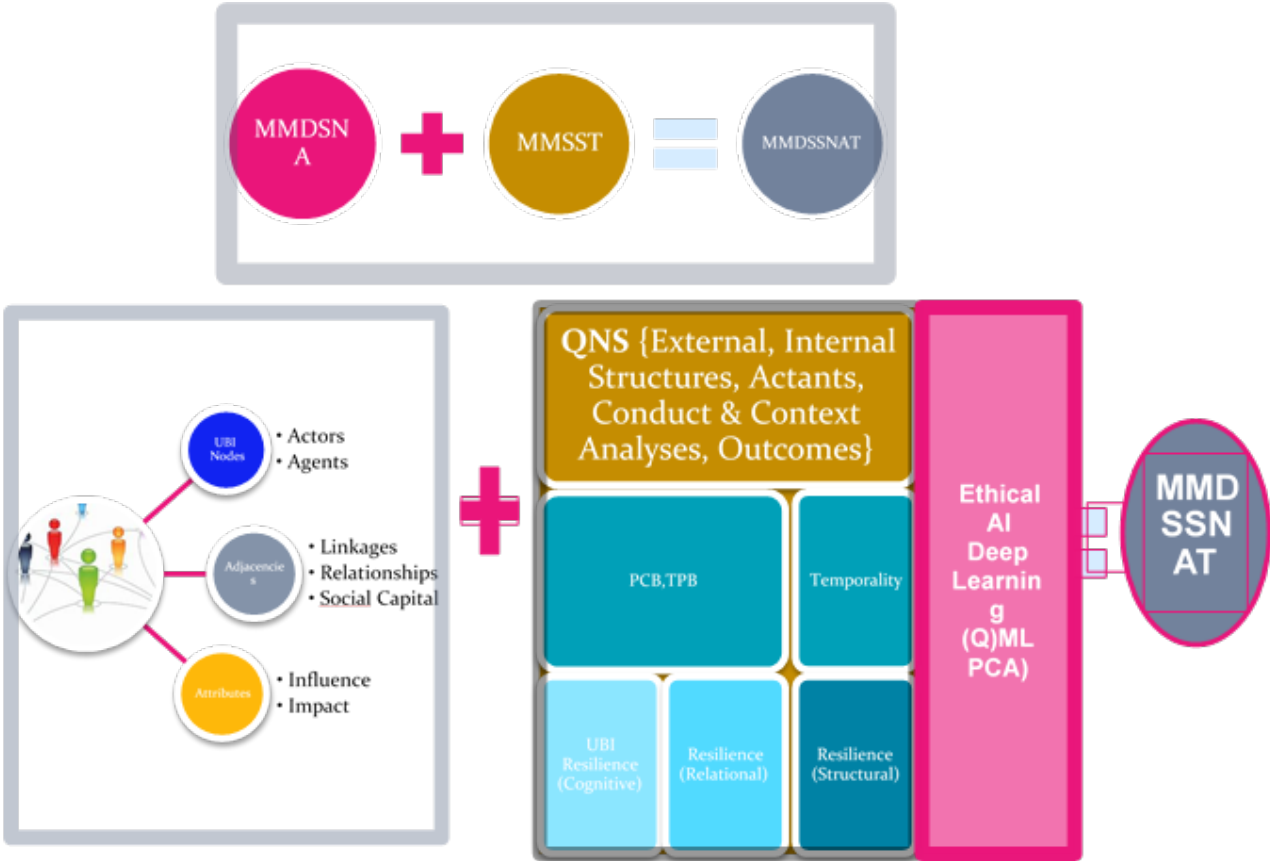 MMDSN
A
MMSST
MMDSSNAT
UBI
Nodes
• Actors
• Agents
Adjacencie
s
• Linkages
• Relationships
• Social Capital
Attributes
• Influence
• Impact
QNS {External, Internal
Structures, Actants,
Conduct & Context
Analyses, Outcomes}
PCB,TPB
Temporality
UBI
Resilience
(Cognitive)
Resilience
(Relational)
Resilience
(Structural)
Ethical
AI
Deep
Learnin
g
(Q)ML
PCA)
MMD
SSN
AT